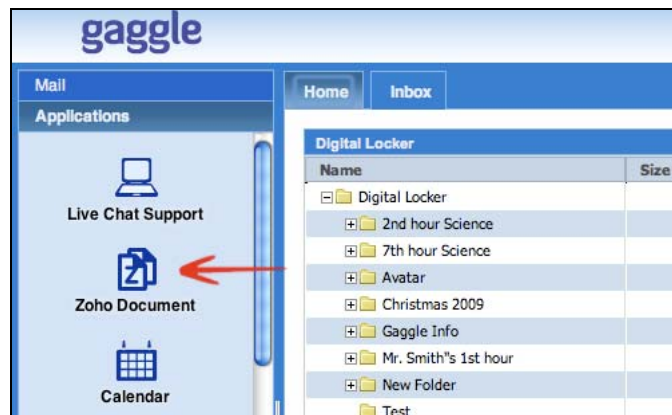 gaggle
Mail
Applications
Live Chat Support
Z
Zoho Document
Calendar
Home Inbox
Digital Locker
Name Size
Digital Locker
2nd hour Science
7th hour Science
Avatar
Christmas 2009
Gaggle Info
Mr. Smith"s 1st hour
New Folder
Test